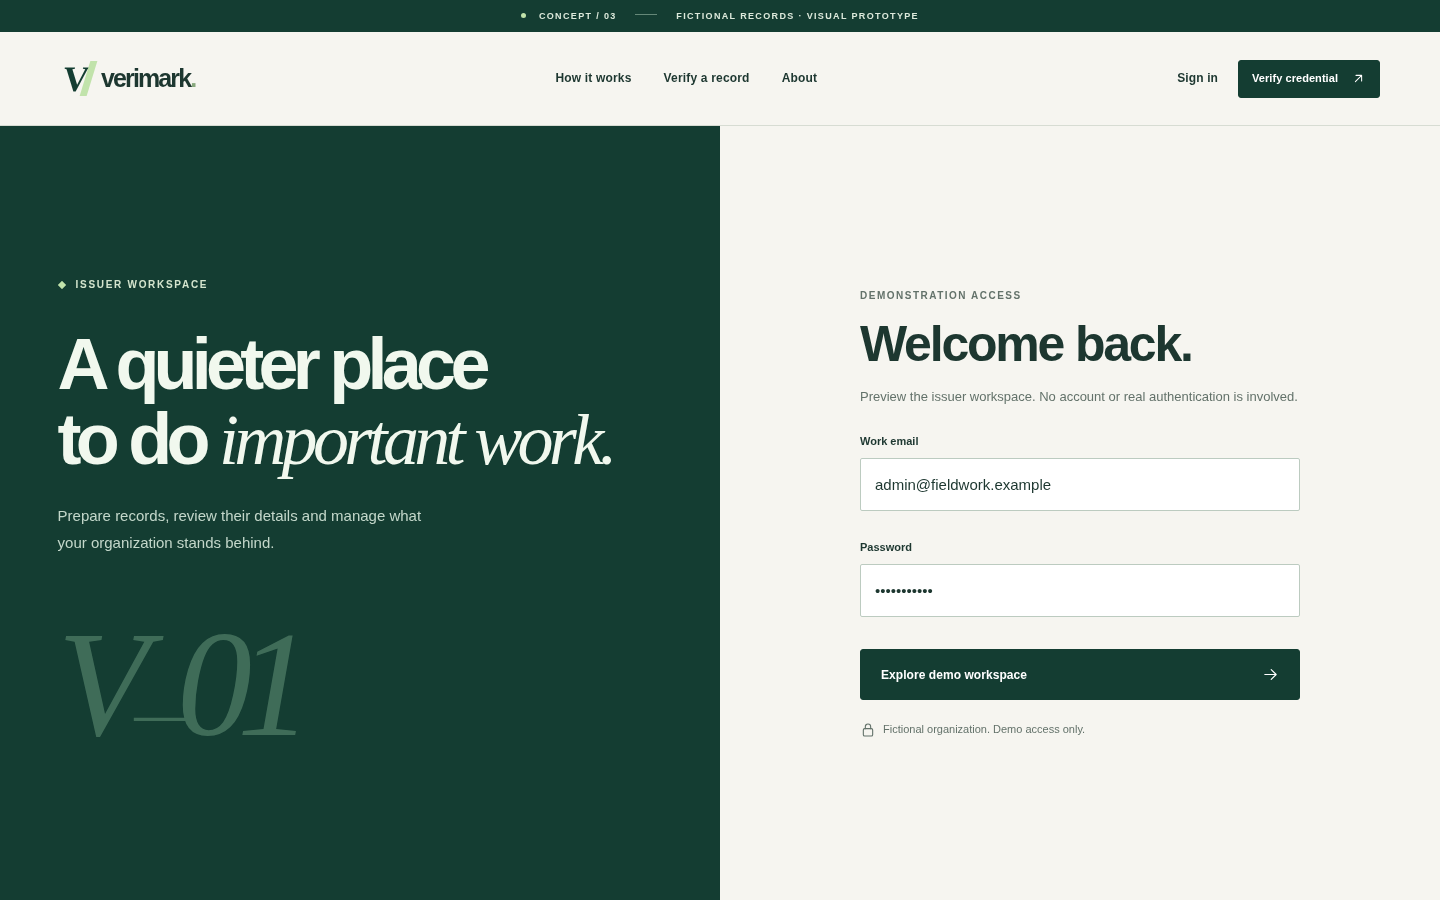 CONCEPT / 03 FICTIONAL RECORDS · VISUAL PROTOTYPE
V verimark.
How it works Verify a record About
Sign in Verify credential
ISSUER WORKSPACE
A quieter place
to do important work.
Prepare records, review their details and manage what
your organization stands behind.
V_01
DEMONSTRATION ACCESS
Welcome back.
Preview the issuer workspace. No account or real authentication is involved.
Work email
admin@fieldwork.example
Password
•••••••••••
Explore demo workspace
Fictional organization. Demo access only.